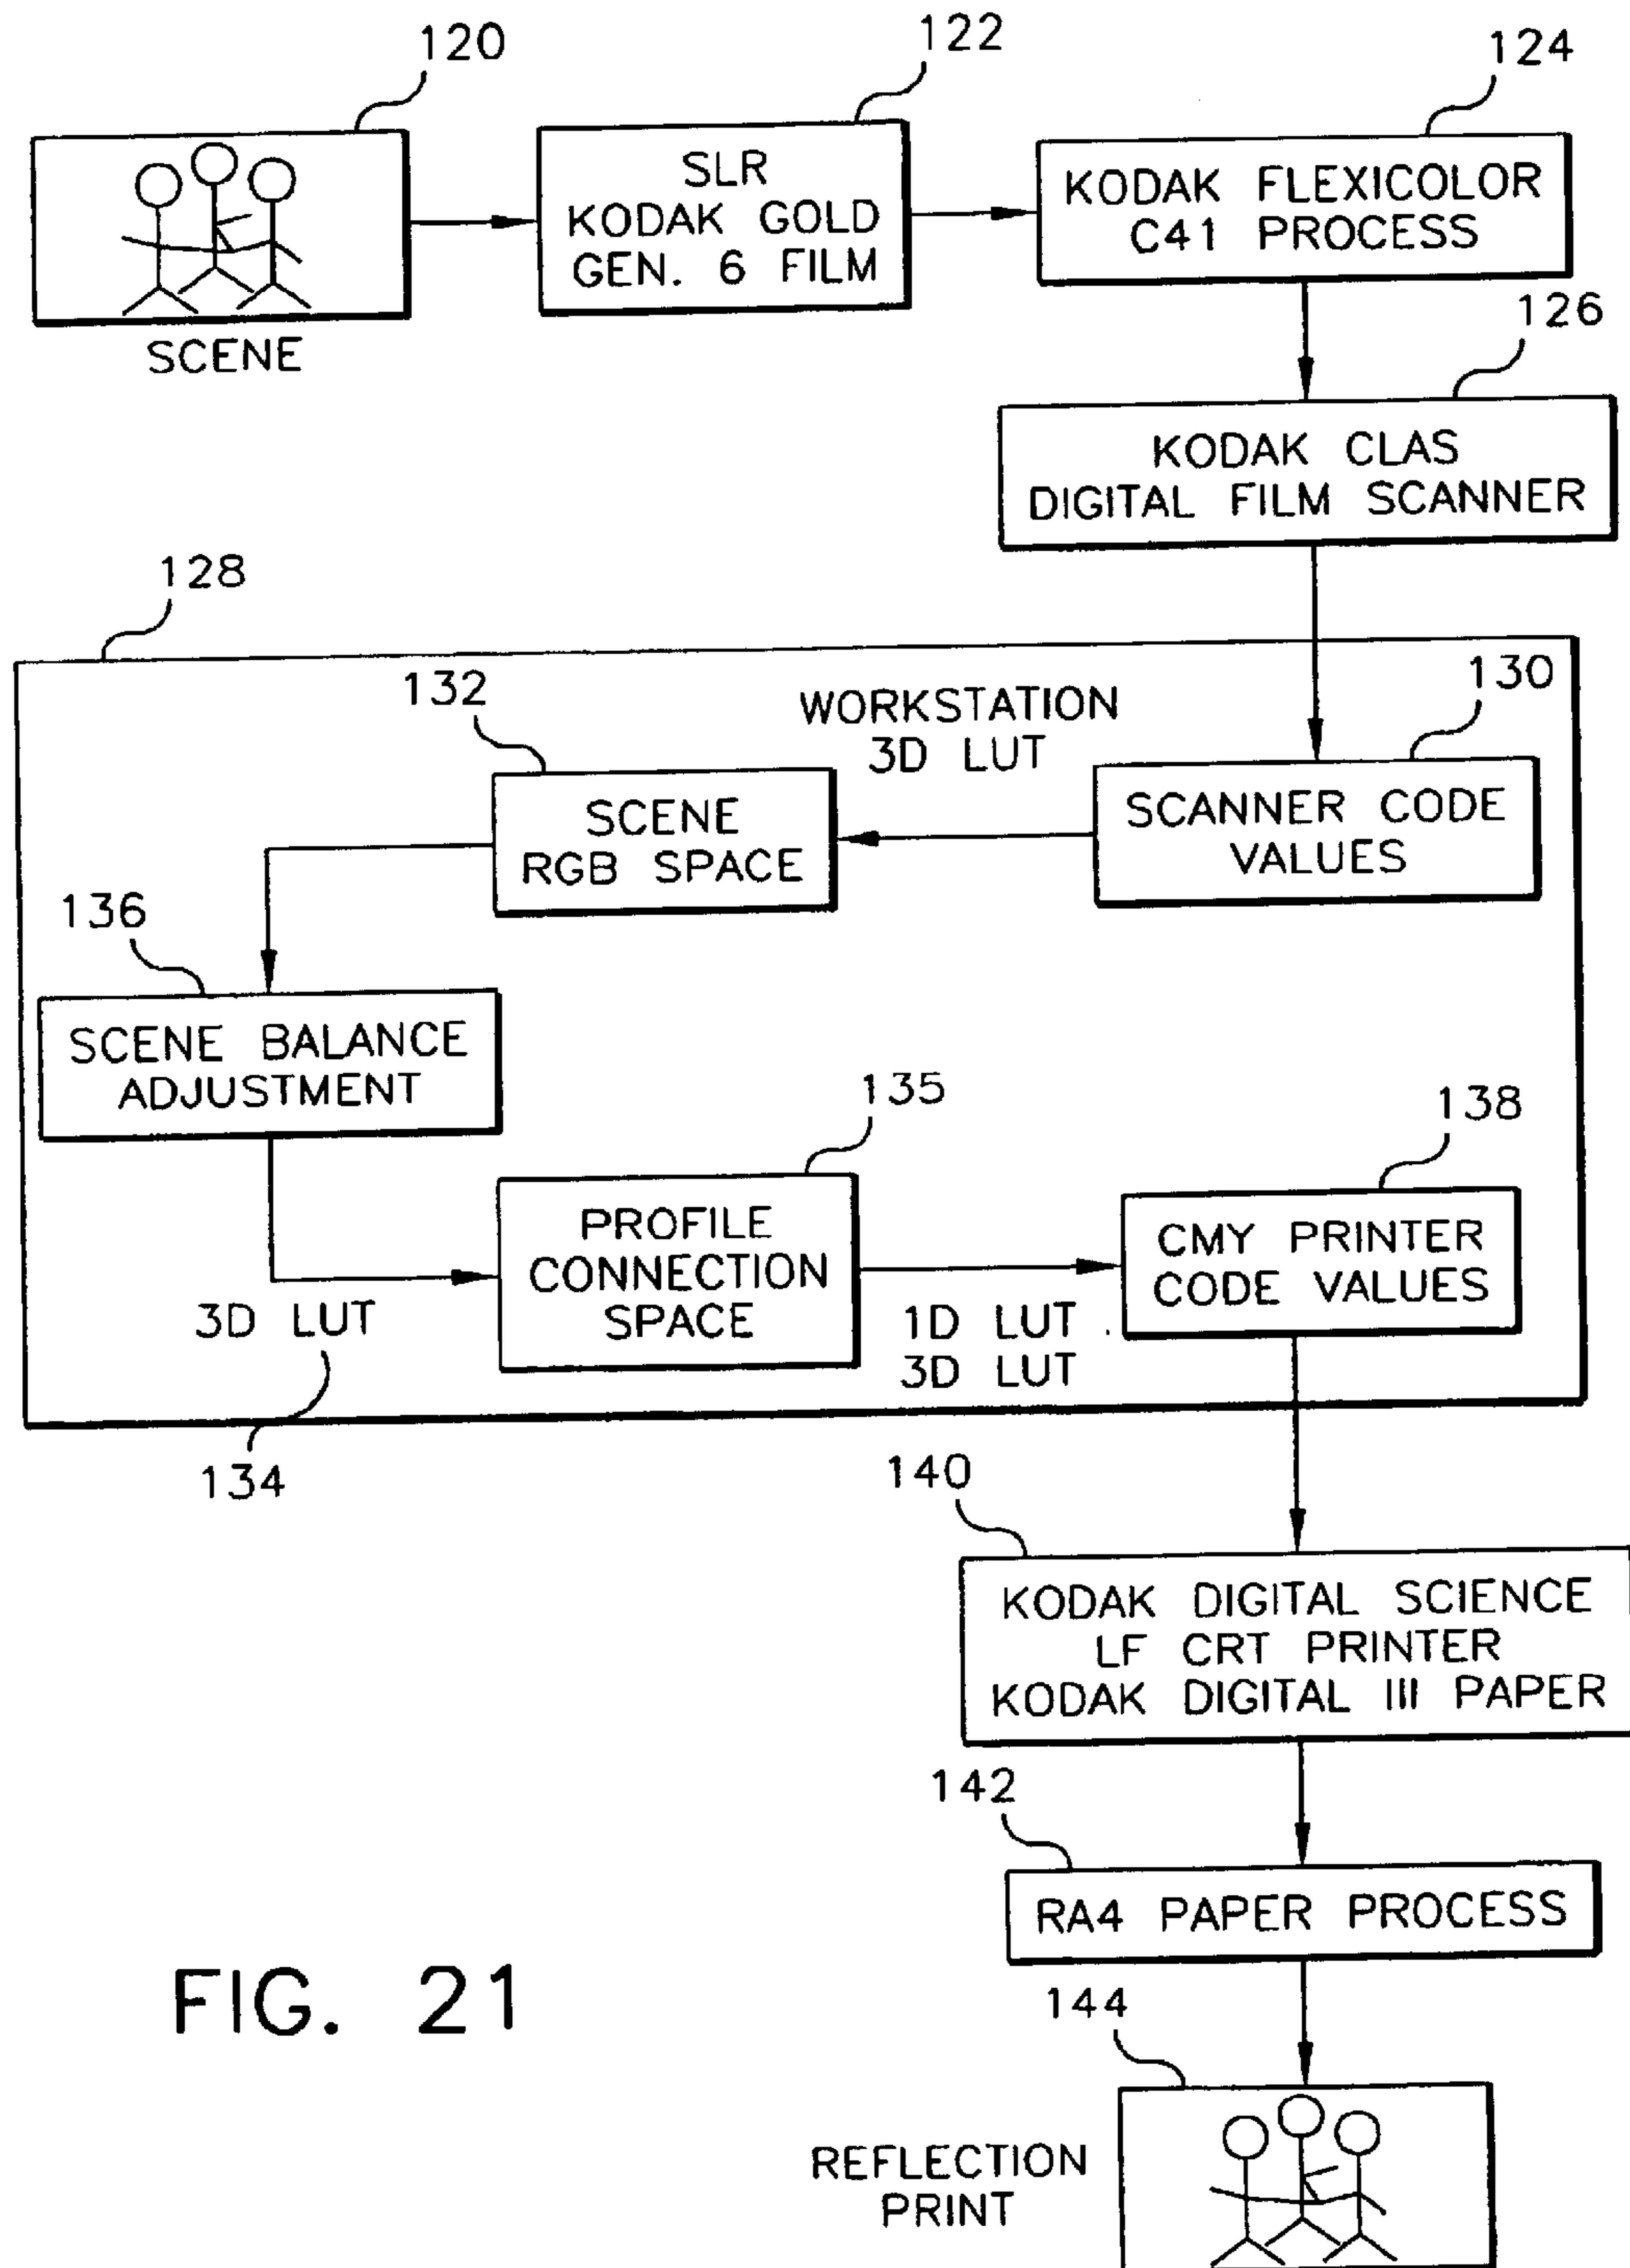 120
122
124
SLR
KODAK GOLD
GEN. 6 FILM
KODAK FLEXICOLOR
C41 PROCESS
SCENE
126
KODAK CLAS
DIGITAL FILM SCANNER
128
132
WORKSTATION
3D LUT
130
SCENE
RGB SPACE
SCANNER CODE
VALUES
136
SCENE BALANCE
ADJUSTMENT
135
138
PROFILE
CONNECTION
SPACE
CMY PRINTER
CODE VALUES
3D LUT
1D LUT
3D LUT
134
140
KODAK DIGITAL SCIENCE
LF CRT PRINTER
KODAK DIGITAL III PAPER
142
RA4 PAPER PROCESS
FIG. 21
144
REFLECTION
PRINT